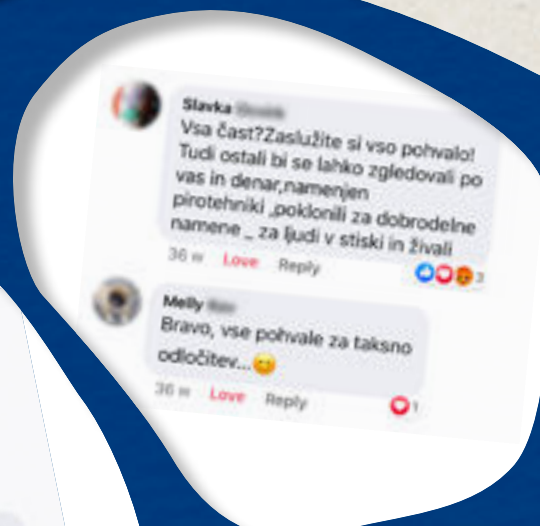 Slavka
Vsa čast?Zaslužite si vso pohvalo!
Tudi ostali bi se lahko zgledovali po
vas in denar,namenjen
pirotehniki ,poklonili za dobrodelne
namene _ za ljudi v stiski in živali
36 w Love Reply 3
Melly
Bravo, vse pohvale za taksno
odločitev...😊
36 w Love Reply 1